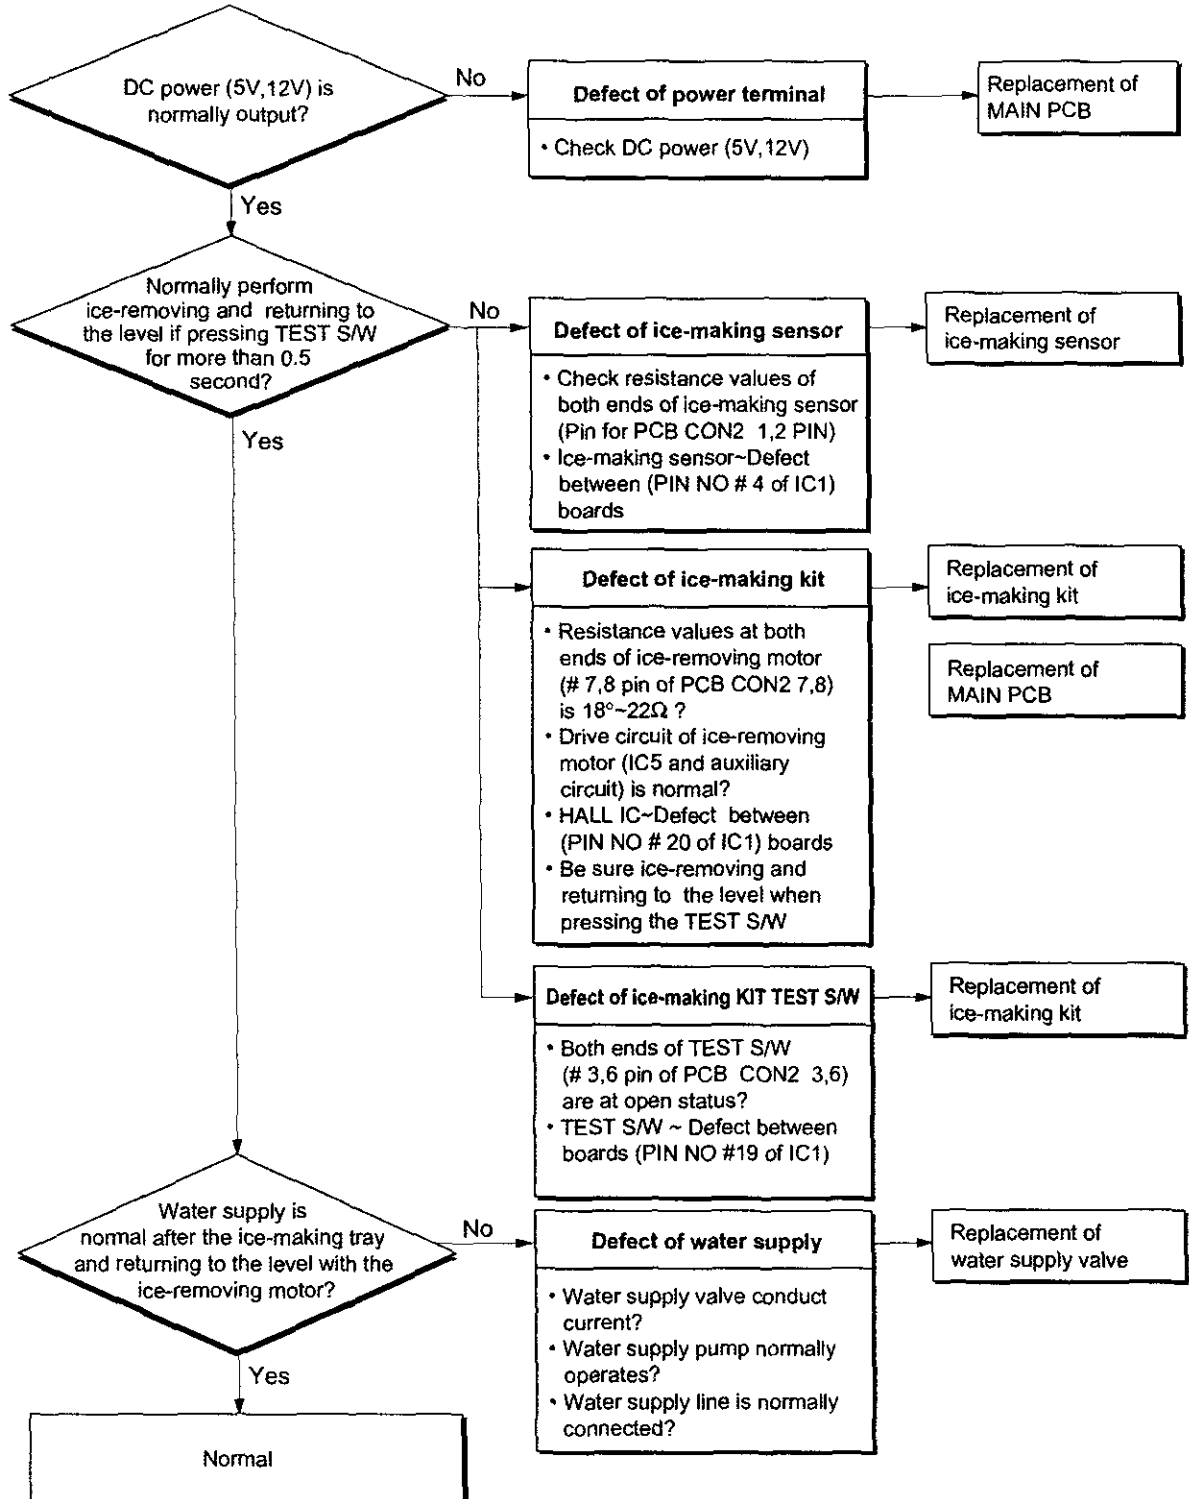 DC power (5V,12V) is
normally output?
No
Defect of power terminal
• Check DC power (5V,12V)
Replacement of
MAIN PCB
Yes
Normally perform
ice-removing and returning to
the level if pressing TEST S/W
for more than 0.5
second?
No
Defect of ice-making sensor
• Check resistance values of
both ends of ice-making sensor
(Pin for PCB CON2 1,2 PIN)
• Ice-making sensor~Defect
between (PIN NO # 4 of IC1)
boards
Replacement of
ice-making sensor
Yes
Defect of ice-making kit
• Resistance values at both
ends of ice-removing motor
(# 7,8 pin of PCB CON2 7,8)
is 18°~22Ω ?
• Drive circuit of ice-removing
motor (IC5 and auxiliary
circuit) is normal?
• HALL IC~Defect between
(PIN NO # 20 of IC1) boards
• Be sure ice-removing and
returning to the level when
pressing the TEST S/W
Replacement of
ice-making kit
Replacement of
MAIN PCB
Defect of ice-making KIT TEST S/W
• Both ends of TEST S/W
(# 3,6 pin of PCB CON2 3,6)
are at open status?
• TEST S/W ~ Defect between
boards (PIN NO #19 of IC1)
Replacement of
ice-making kit
Water supply is
normal after the ice-making tray
and returning to the level with the
ice-removing motor?
No
Defect of water supply
• Water supply valve conduct
current?
• Water supply pump normally
operates?
• Water supply line is normally
connected?
Replacement of
water supply valve
Yes
Normal